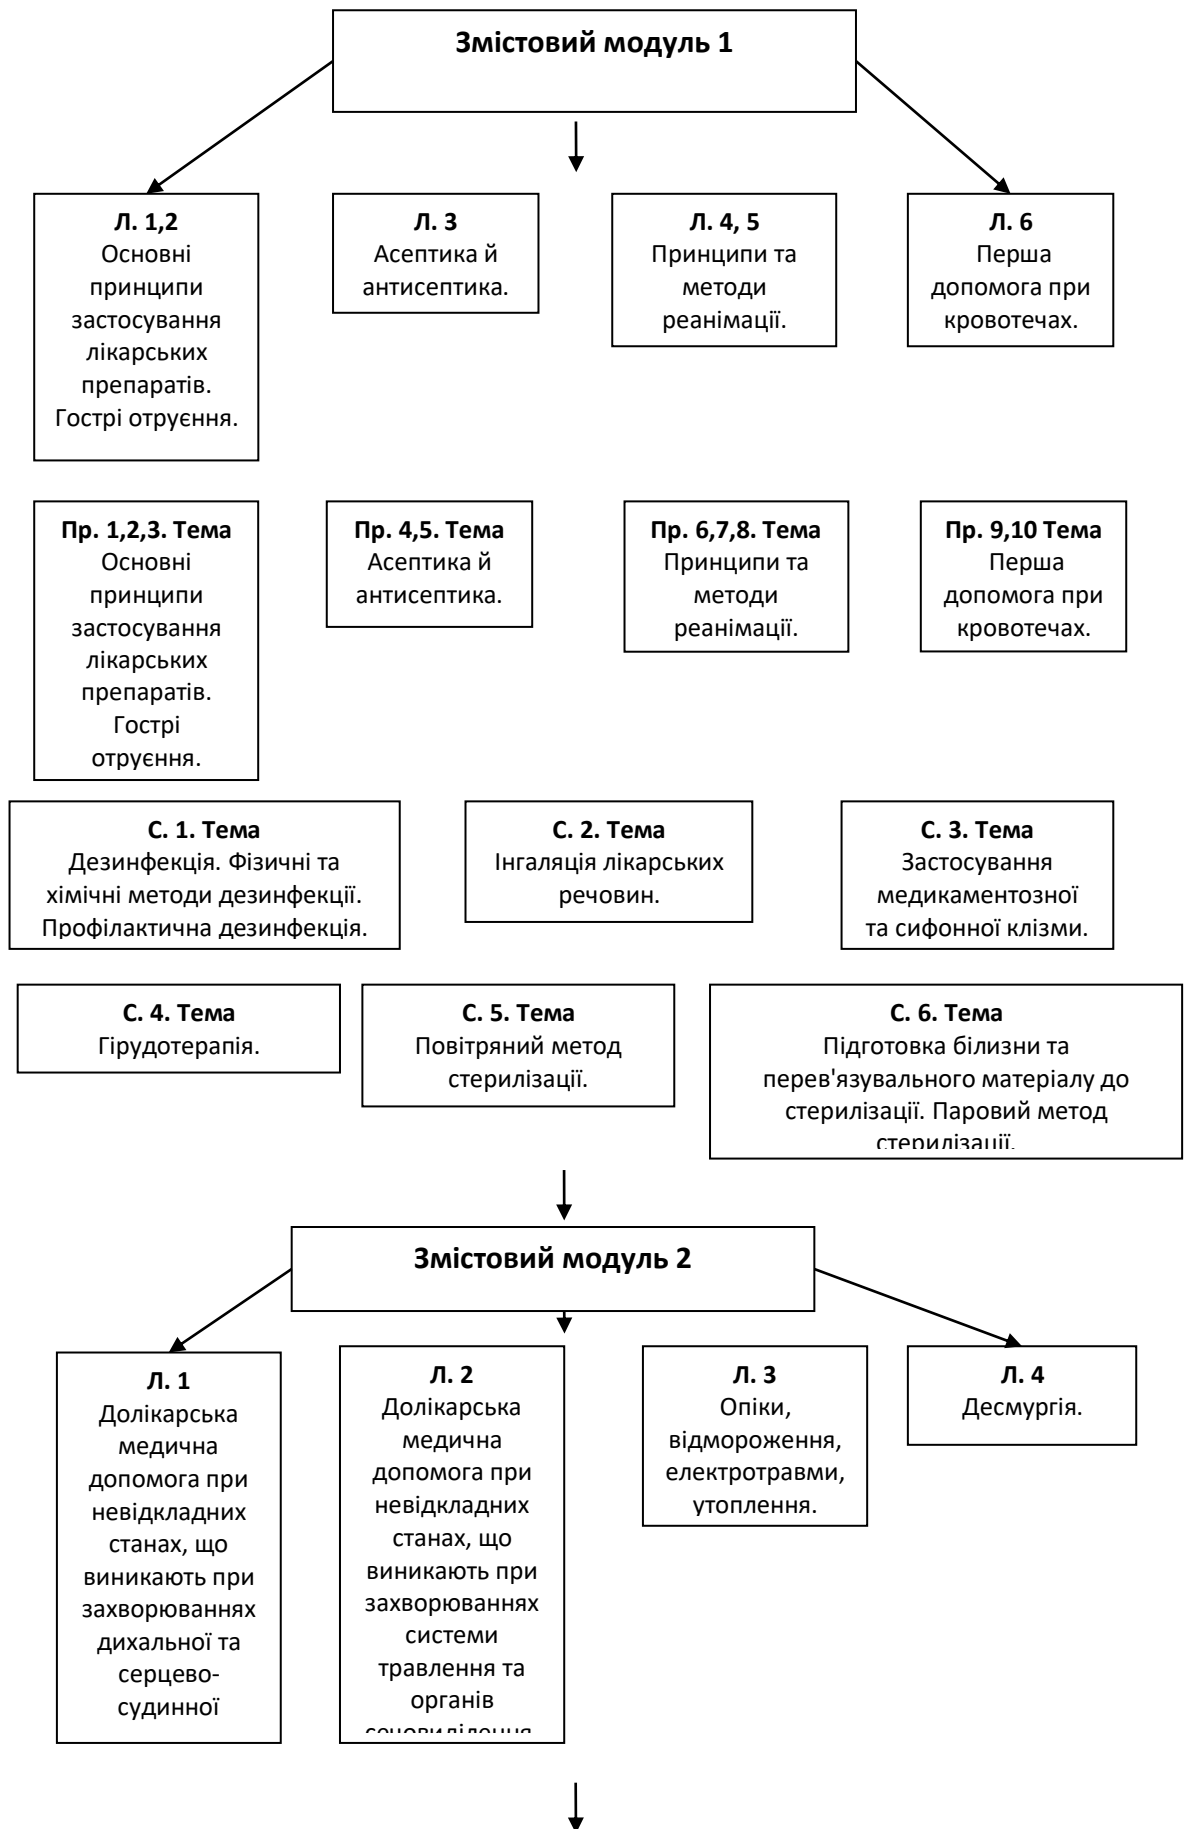 Змістовий модуль 1
Л. 1,2
Основні
принципи
застосування
лікарських
препаратів.
Гострі отруєння.
Л. 3
Асептика й
антисептика.
Л. 4, 5
Принципи та
методи
реанімації.
Л. 6
Перша
допомога при
кровотечах.
Пр. 1,2,3. Тема
Основні
принципи
застосування
лікарських
препаратів.
Гострі
отруєння.
Пр. 4,5. Тема
Асептика й
антисептика.
Пр. 6,7,8. Тема
Принципи та
методи
реанімації.
Пр. 9,10 Тема
Перша
допомога при
кровотечах.
С. 1. Тема
Дезинфекція. Фізичні та
хімічні методи дезинфекції.
Профілактична дезинфекція.
С. 2. Тема
Інгаляція лікарських
речовин.
С. 3. Тема
Застосування
медикаментозної
та сифонної клізми.
С. 4. Тема
Гірудотерапія.
С. 5. Тема
Повітряний метод
стерилізації.
С. 6. Тема
Підготовка білизни та
перев'язувального матеріалу до
стерилізації. Паровий метод
стерилізації.
Змістовий модуль 2
Л. 1
Долікарська
медична
допомога при
невідкладних
станах, що
виникають при
захворюваннях
дихальної та
серцево-
судинної
Л. 2
Долікарська
медична
допомога при
невідкладних
станах, що
виникають при
захворюваннях
системи
травлення та
органів
сечовиділення.
Л. 3
Опіки,
відмороження,
електротравми,
утоплення.
Л. 4
Десмургія.